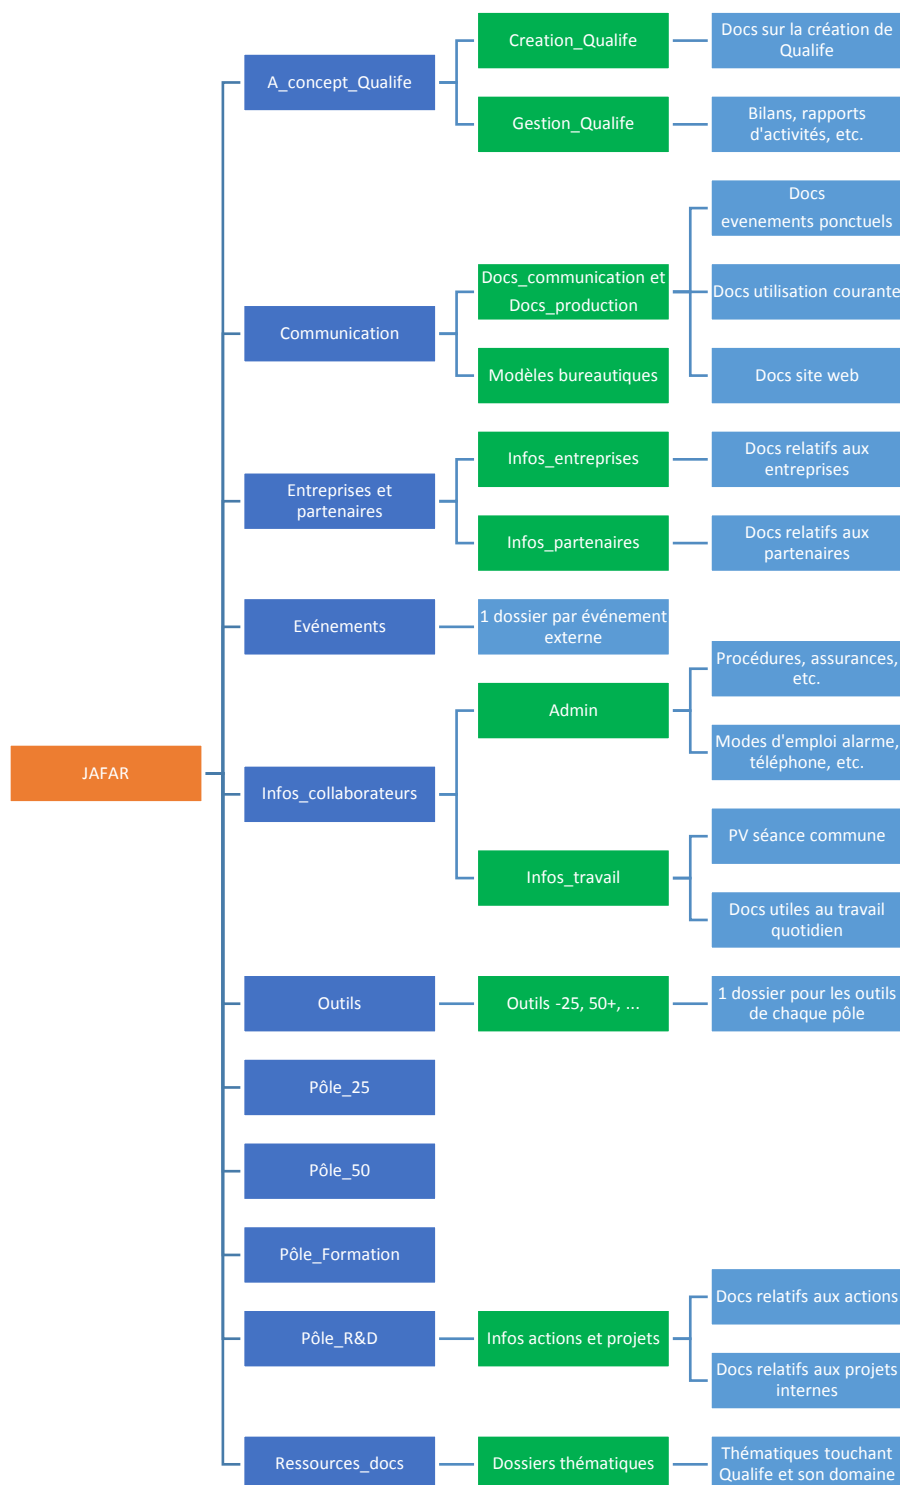 JAFAR
A_concept_Qualife
Creation_Qualife
Docs sur la création de
Qualife
Gestion_Qualife
Bilans, rapports
d'activités, etc.
Communication
Docs_communication et
Docs_production
Docs
evenements ponctuels
Docs utilisation courante
Docs site web
Modèles bureautiques
Entreprises et
partenaires
Infos_entreprises
Docs relatifs aux
entreprises
Infos_partenaires
Docs relatifs aux
partenaires
Evénements
1 dossier par événement
externe
Infos_collaborateurs
Admin
Procédures, assurances,
etc.
Modes d'emploi alarme,
téléphone, etc.
Infos_travail
PV séance commune
Docs utiles au travail
quotidien
Outils
Outils -25, 50+, ...
1 dossier pour les outils
de chaque pôle
Pôle_25
Pôle_50
Pôle_Formation
Pôle_R&D
Infos actions et projets
Docs relatifs aux actions
Docs relatifs aux projets
internes
Ressources_docs
Dossiers thématiques
Thématiques touchant
Qualife et son domaine